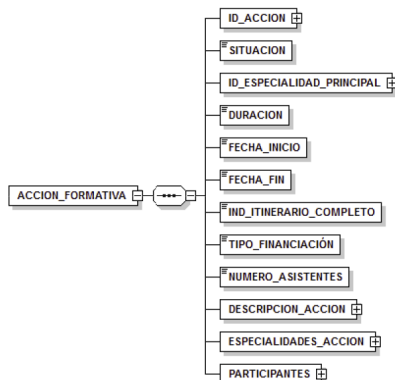 ID_ACCION
SITUACION
ID_ESPECIALIDAD_PRINCIPAL
DURACION
FECHA_INICIO
ACCION_FORMATIVA
FECHA_FIN
IND_ITINERARIO_COMPLETO
TIPO_FINANCIACIÓN
NUMERO_ASISTENTES
DESCRIPCION_ACCION
ESPECIALIDADES_ACCION
PARTICIPANTES